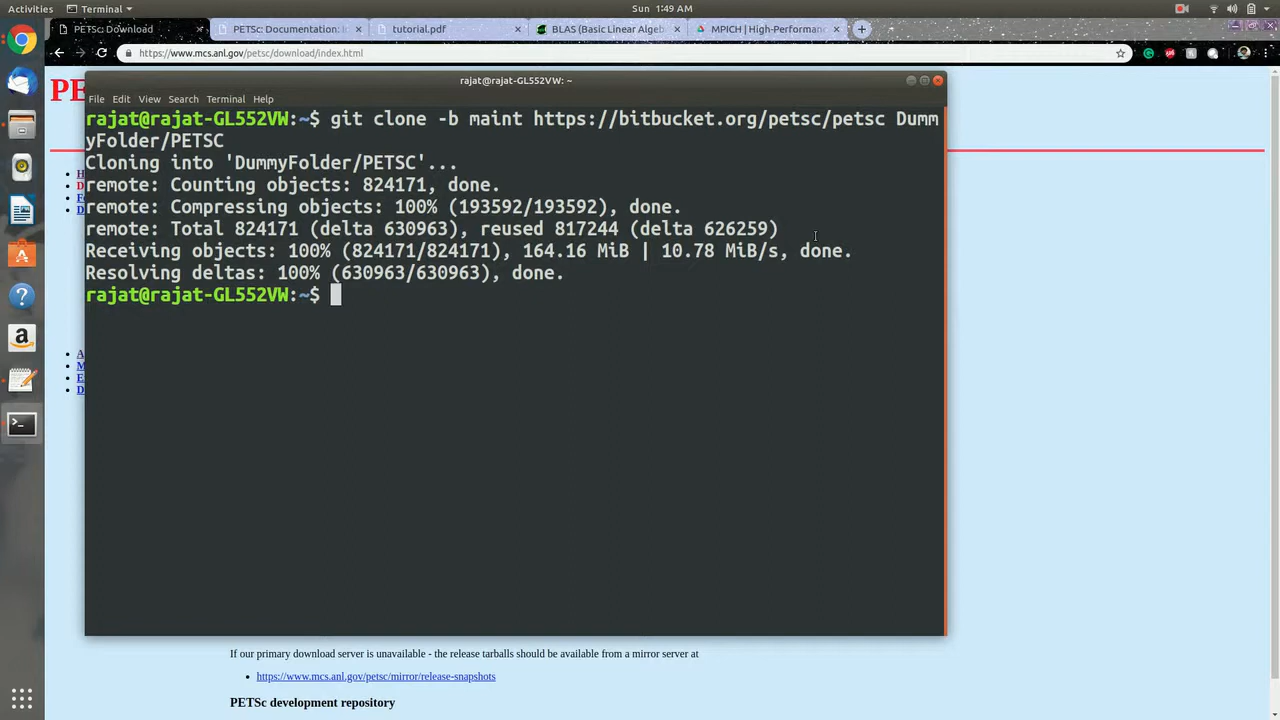 Activities Terminal Sun 1:49 AM
PETSc: Download PETSc: Documentation: I tutorial.pdf BLAS (Basic Linear Algeb MPICH | High-Performanc
https://www.mcs.anl.gov/petsc/download/index.html
PE
rajat@rajat-GL552VW: ~
File Edit View Search Terminal Help
rajat@rajat-GL552VW:~$ git clone -b maint https://bitbucket.org/petsc/petsc Dumm
yFolder/PETSC
Cloning into 'DummyFolder/PETSC'...
remote: Counting objects: 824171, done.
remote: Compressing objects: 100% (193592/193592), done.
remote: Total 824171 (delta 630963), reused 817244 (delta 626259)
Receiving objects: 100% (824171/824171), 164.16 MiB | 10.78 MiB/s, done.
Resolving deltas: 100% (630963/630963), done.
rajat@rajat-GL552VW:~$
If our primary download server is unavailable - the release tarballs should be available from a mirror server at
https://www.mcs.anl.gov/petsc/mirror/release-snapshots
PETSc development repository